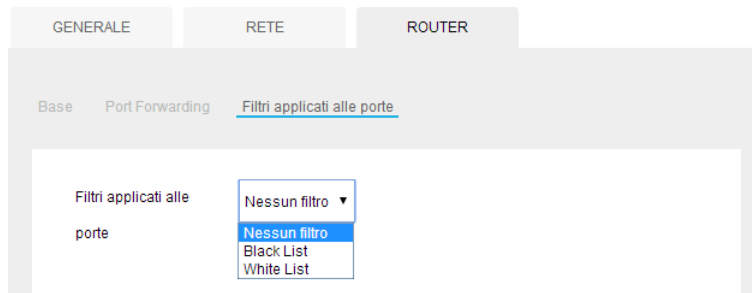 GENERALE RETE ROUTER
Base Port Forwarding Filtri applicati alle porte
Filtri applicati alle porte
Nessun filtro
Nessun filtro
Black List
White List